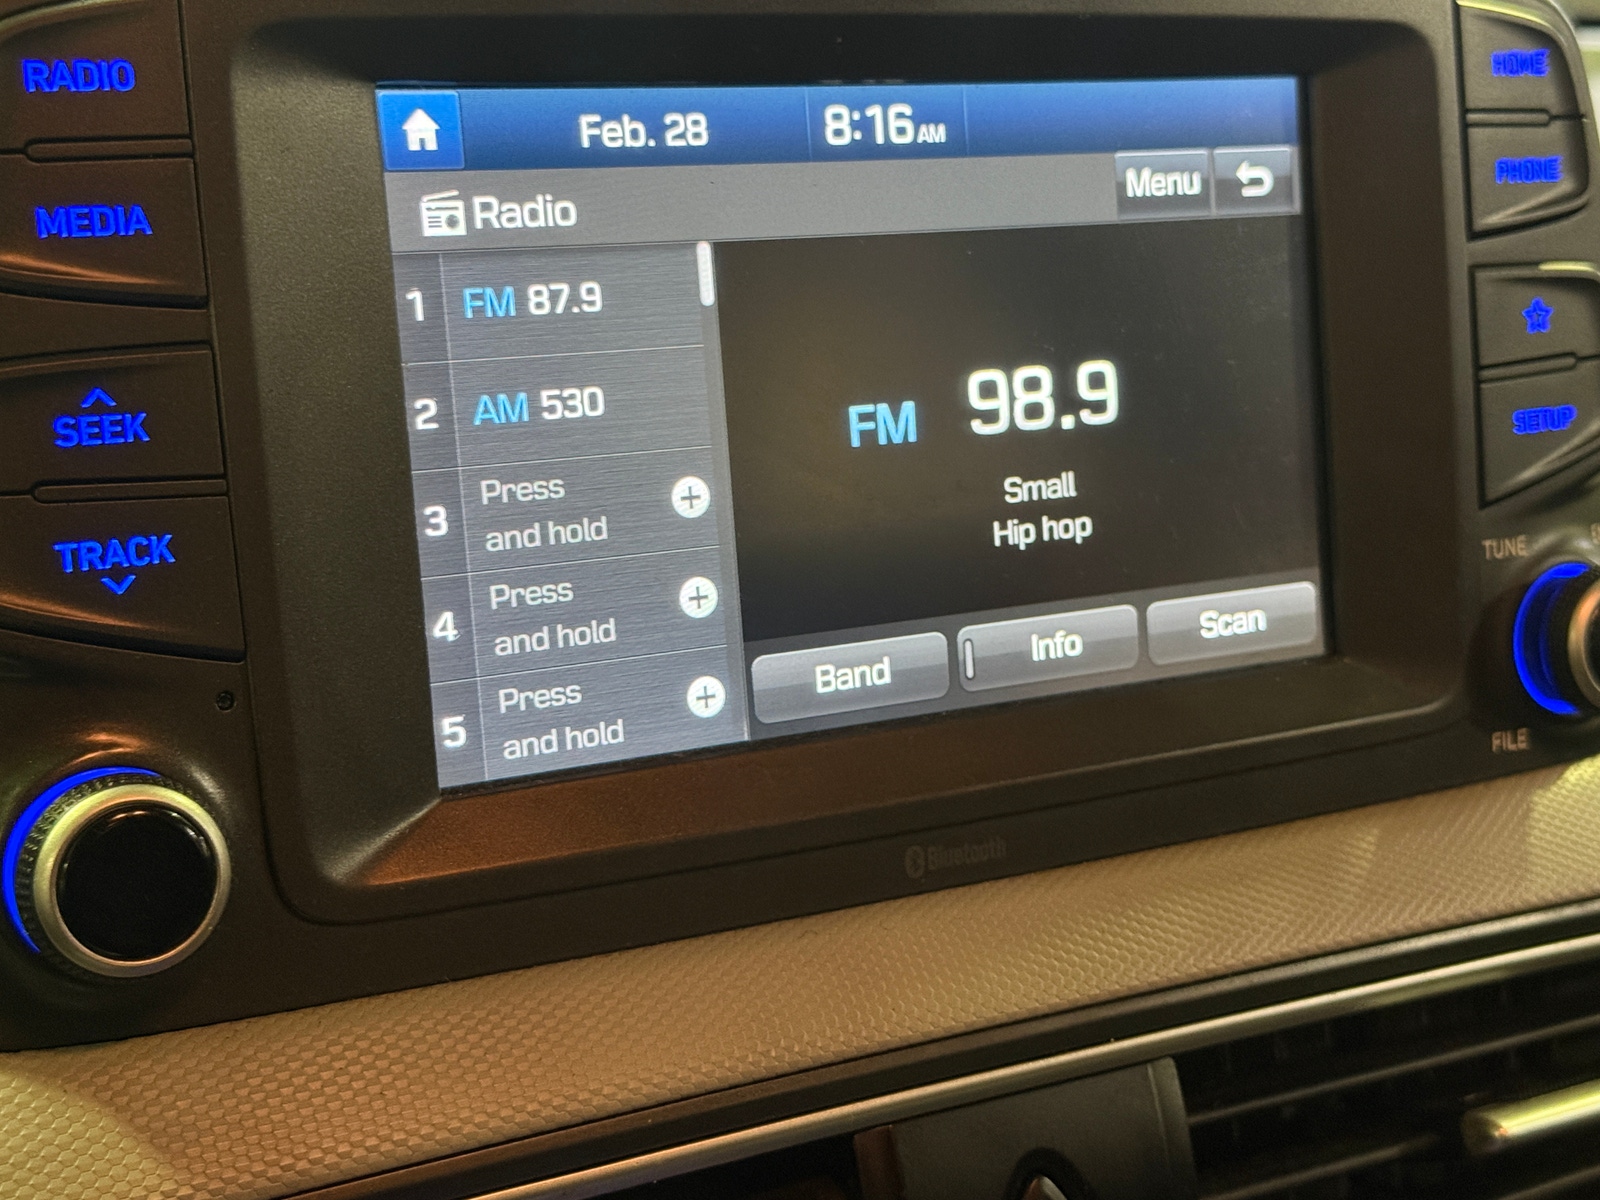 RADIO
MEDIA
SEEK
TRACK
Feb. 28
8:16 AM
Radio
Menu
1 FM 87.9
2 AM 530
3 Press
and hold
4 Press
and hold
5 Press
and hold
FM 98.9
Small
Hip hop
Band
Info
Scan
HOME
PHONE
SETUP
TUNE
FILE
Bluetooth